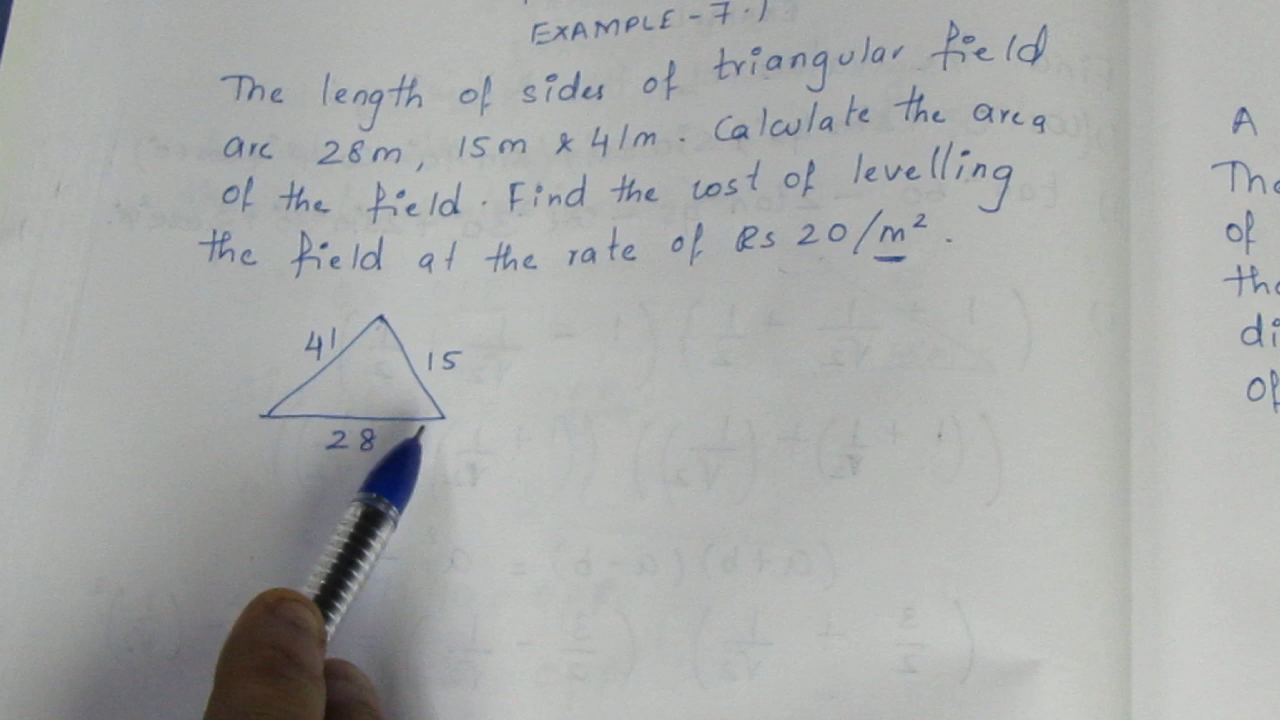 EXAMPLE - 7.1
The length of sides of triangular field
are 28m, 15m & 41m. Calculate the area
of the field. Find the cost of levelling
the field at the rate of Rs 20/m².
41
15
28
A
The
of
the
di
of